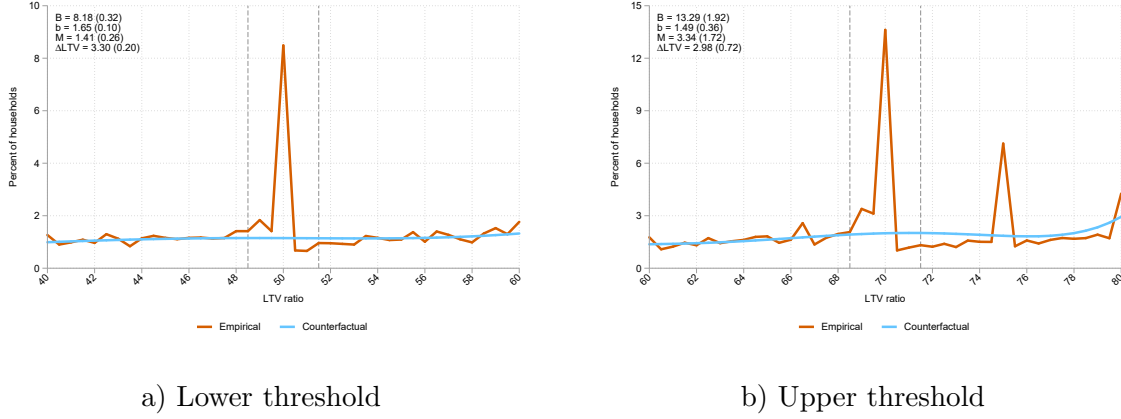 B = 8.18 (0.32)
b = 1.65 (0.10)
M = 1.41 (0.26)
ΔLTV = 3.30 (0.20)
Percent of households
10
8
6
4
2
0
40 42 44 46 48 50 52 54 56 58 60
LTV ratio
Empirical Counterfactual
a) Lower threshold
B = 13.29 (1.92)
b = 1.49 (0.36)
M = 3.34 (1.72)
ΔLTV = 2.98 (0.72)
Percent of households
15
12
9
6
3
0
60 62 64 66 68 70 72 74 76 78 80
LTV ratio
Empirical Counterfactual
b) Upper threshold